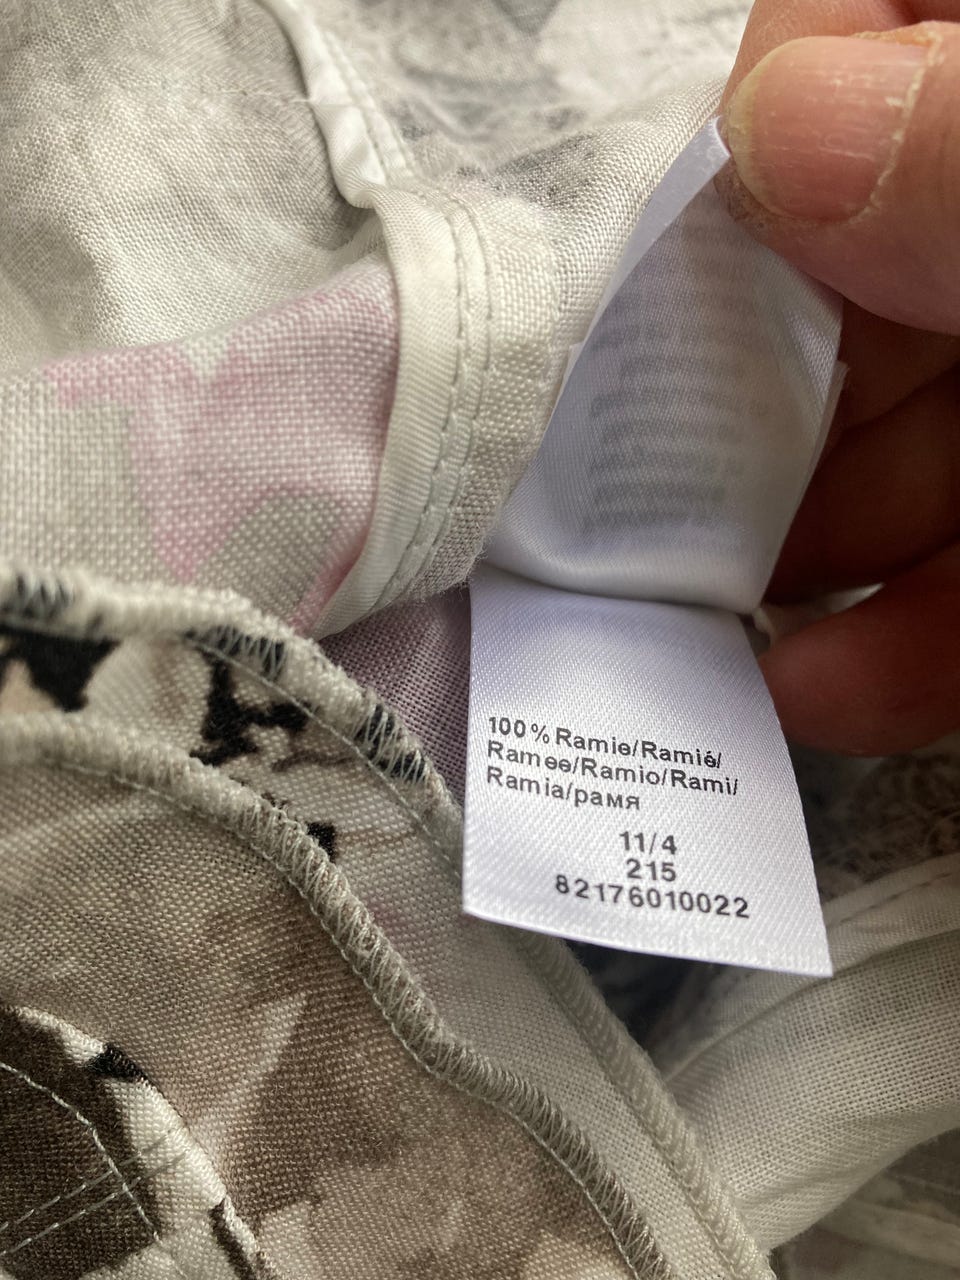 100% Ramie/Ramié/
Ramee/Ramio/Rami/
Ramia/рамя
11/4
215
82176010022